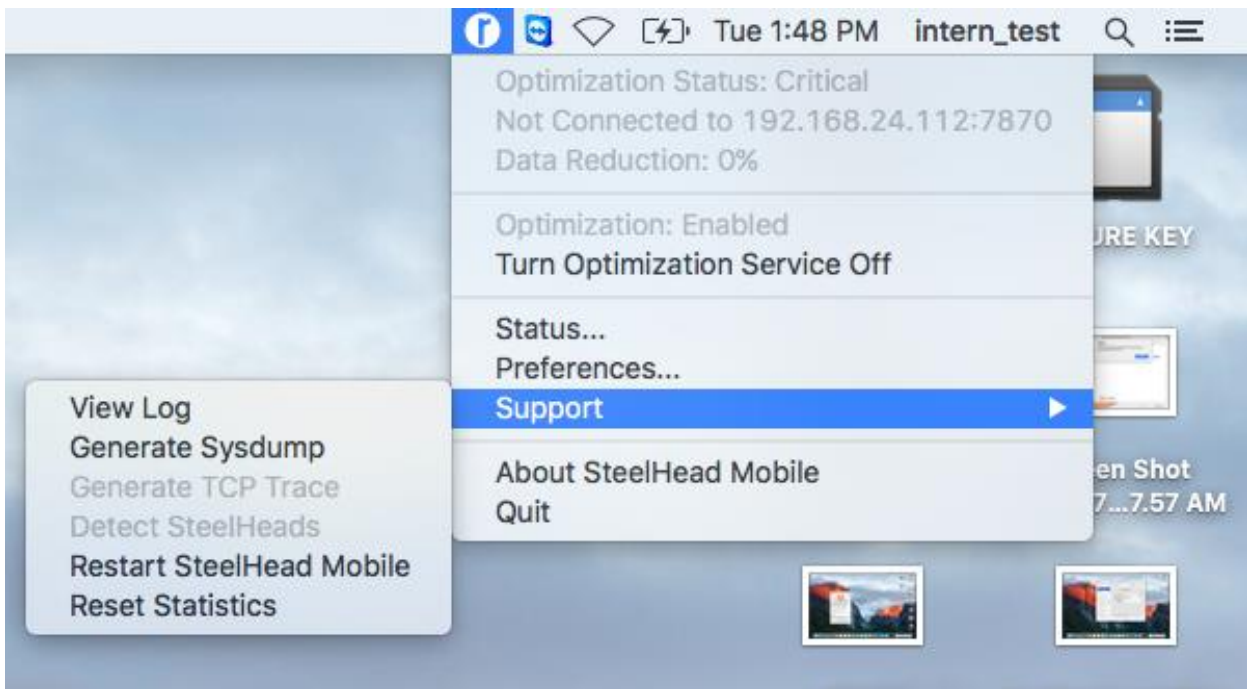 Tue 1:48 PM intern_test
Optimization Status: Critical
Not Connected to 192.168.24.112:7870
Data Reduction: 0%
Optimization: Enabled
Turn Optimization Service Off
Status...
Preferences...
Support
About SteelHead Mobile
Quit
View Log
Generate Sysdump
Generate TCP Trace
Detect SteelHeads
Restart SteelHead Mobile
Reset Statistics
KEY
Shot
7...7.57 AM